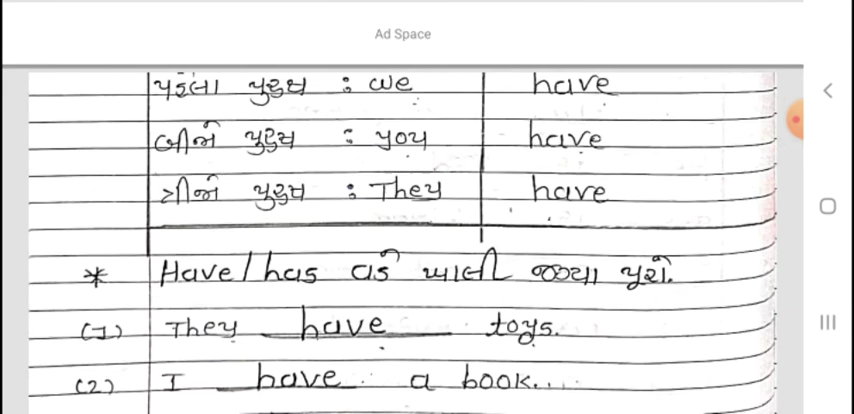 Ad Space
પહેલા પુરુષ : we have
બીજો પુરુષ : you have
ત્રીજો પુરુષ : They have
* Have/has વડે ખાલી જગ્યા પૂરો.
(1) They have toys.
(2) I have a book...